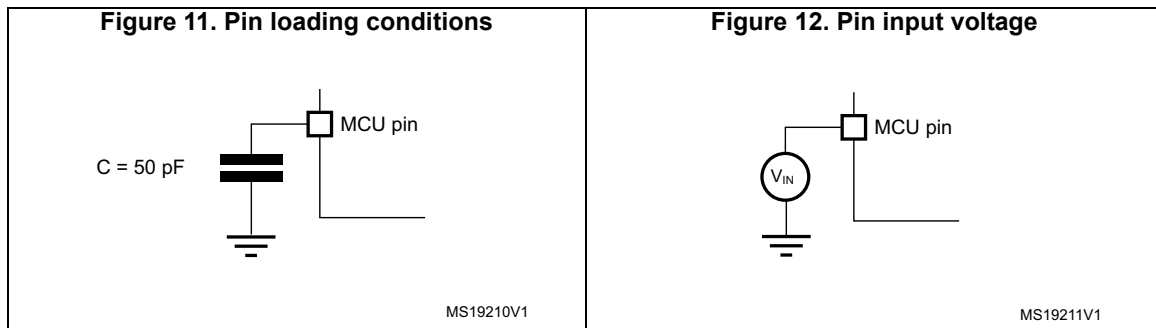 Figure 11. Pin loading conditions
MCU pin
C = 50 pF
MS19210V1
Figure 12. Pin input voltage
MCU pin
VIN
MS19211V1